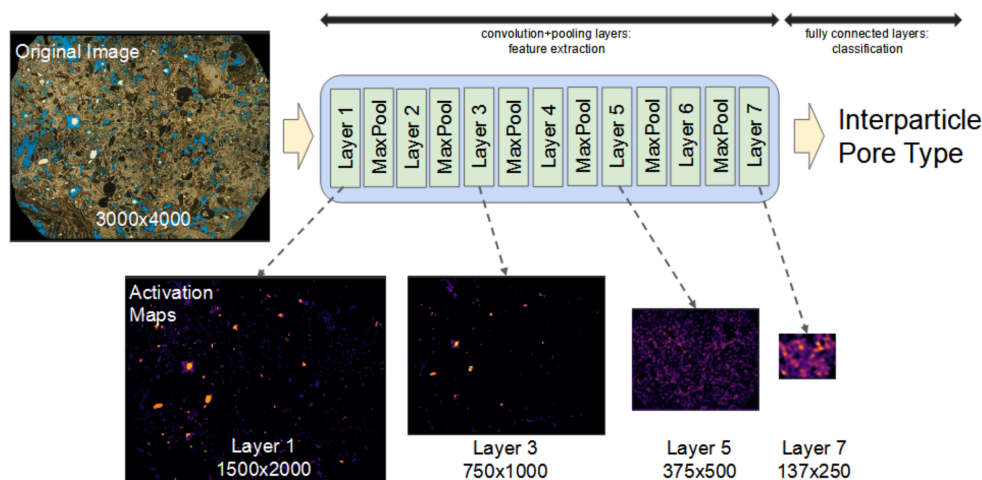 convolution+pooling layers:
feature extraction
fully connected layers:
classification
Original Image
3000x4000
Layer 1
MaxPool
Layer 2
MaxPool
Layer 3
MaxPool
Layer 4
MaxPool
Layer 5
MaxPool
Layer 6
MaxPool
Layer 7
Interparticle
Pore Type
Activation
Maps
Layer 1
1500x2000
Layer 3
750x1000
Layer 5
375x500
Layer 7
137x250